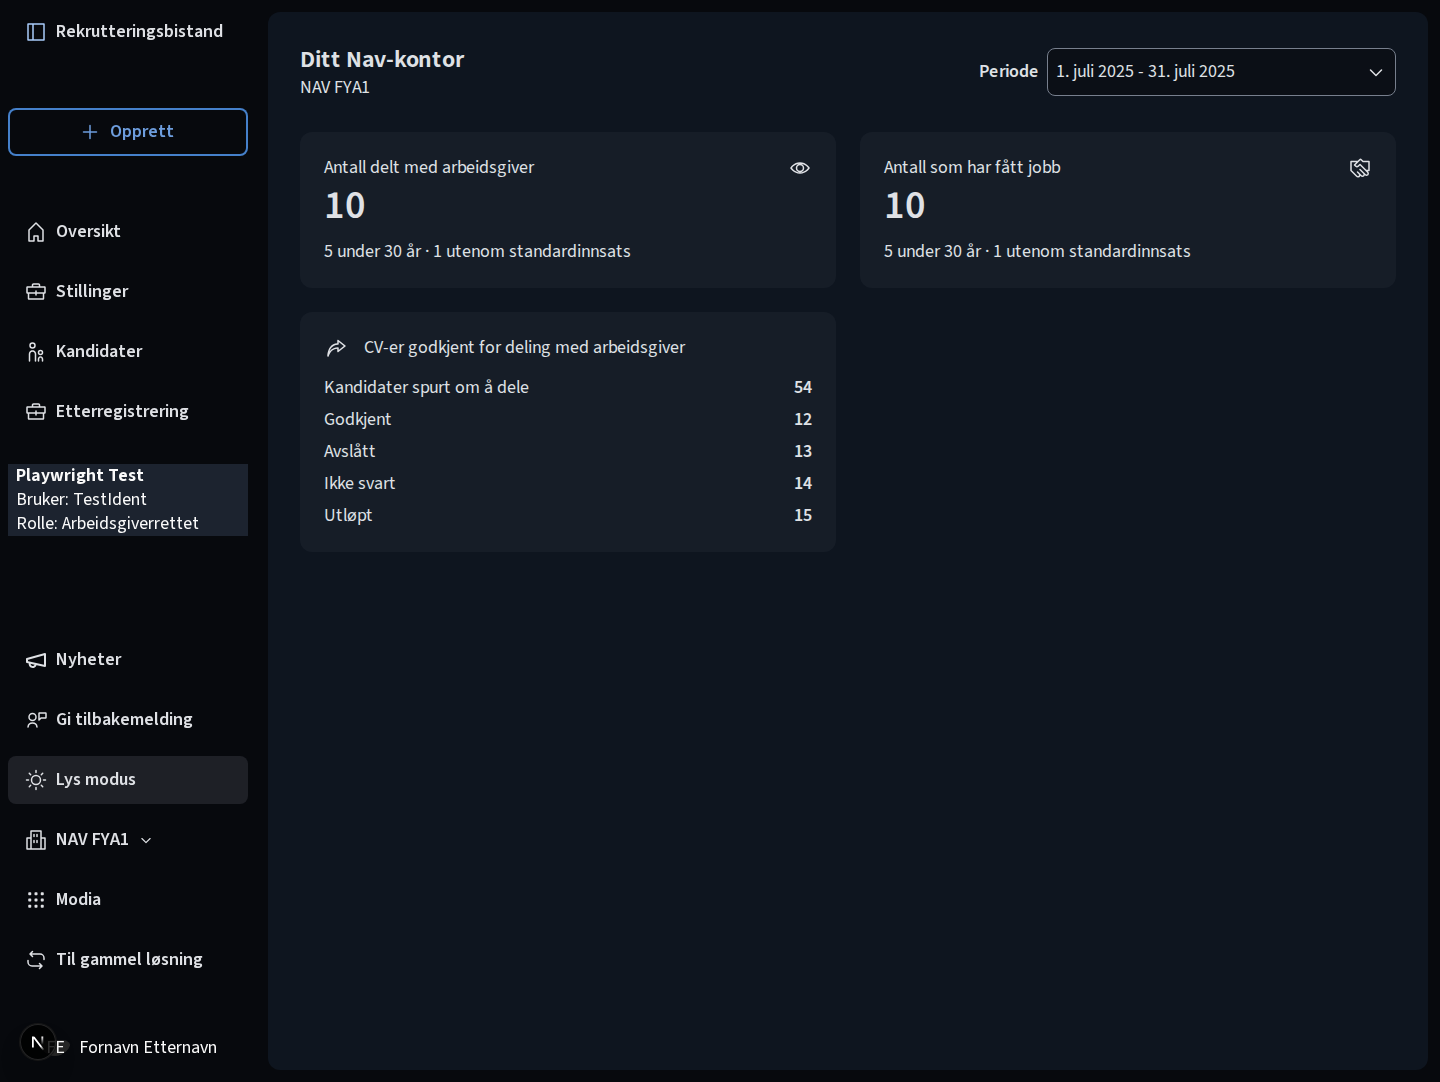 Rekrutteringsbistand
Opprett
Oversikt
Stillinger
Kandidater
Etterregistrering
Playwright Test
Bruker: TestIdent
Rolle: Arbeidsgiverrettet
Nyheter
Gi tilbakemelding
Lys modus
NAV FYA1
Modia
Til gammel løsning
N FE Fornavn Etternavn
Ditt Nav-kontor
NAV FYA1
Periode 1. juli 2025 - 31. juli 2025
Antall delt med arbeidsgiver
10
5 under 30 år · 1 utenom standardinnsats
Antall som har fått jobb
10
5 under 30 år · 1 utenom standardinnsats
CV-er godkjent for deling med arbeidsgiver
Kandidater spurt om å dele 54
Godkjent 12
Avslått 13
Ikke svart 14
Utløpt 15